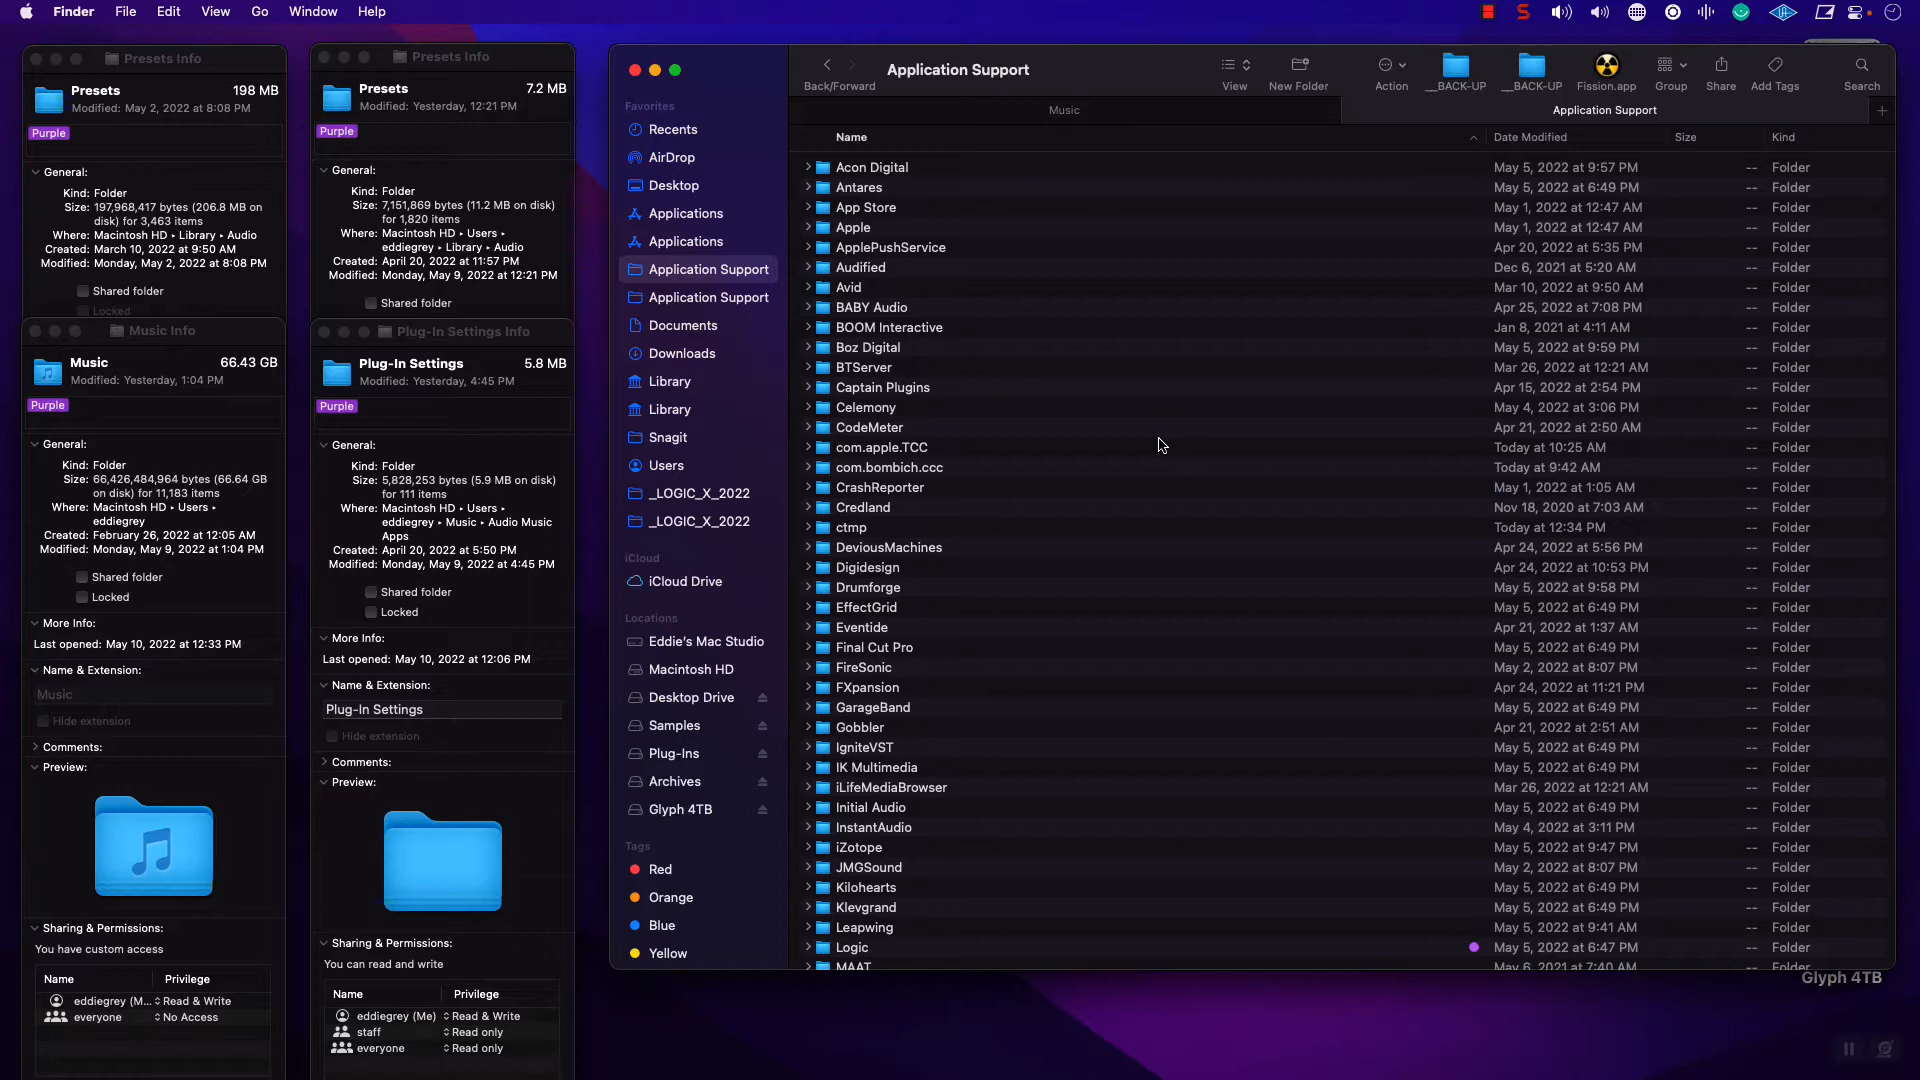 Finder File Edit View Go Window Help
Presets Info
Presets 198 MB
Modified: May 2, 2022 at 8:08 PM
Purple
General:
Kind: Folder
Size: 197,968,417 bytes (206.8 MB on
disk) for 3,463 items
Where: Macintosh HD ▸ Library ▸ Audio
Created: March 10, 2022 at 9:50 AM
Modified: Monday, May 2, 2022 at 8:08 PM
Shared folder
Locked
Music Info
Music 66.43 GB
Modified: Yesterday, 1:04 PM
Purple
General:
Kind: Folder
Size: 66,426,484,964 bytes (66.64 GB
on disk) for 11,183 items
Where: Macintosh HD ▸ Users ▸
eddiegrey
Created: February 26, 2022 at 12:05 AM
Modified: Monday, May 9, 2022 at 1:04 PM
Shared folder
Locked
More Info:
Last opened: May 10, 2022 at 12:33 PM
Name & Extension:
Music
Hide extension
Comments:
Preview:
Sharing & Permissions:
You have custom access
Name Privilege
eddiegrey (M... Read & Write
everyone No Access
Presets Info
Presets 7.2 MB
Modified: Yesterday, 12:21 PM
Purple
General:
Kind: Folder
Size: 7,151,869 bytes (11.2 MB on disk)
for 1,820 items
Where: Macintosh HD ▸ Users ▸
eddiegrey ▸ Library ▸ Audio
Created: April 20, 2022 at 11:57 PM
Modified: Monday, May 9, 2022 at 12:21 PM
Shared folder
Plug-In Settings Info
Plug-In Settings 5.8 MB
Modified: Yesterday, 4:45 PM
Purple
General:
Kind: Folder
Size: 5,828,253 bytes (5.9 MB on disk)
for 111 items
Where: Macintosh HD ▸ Users ▸
eddiegrey ▸ Music ▸ Audio Music
Apps
Created: April 20, 2022 at 5:50 PM
Modified: Monday, May 9, 2022 at 4:45 PM
Shared folder
Locked
More Info:
Last opened: May 10, 2022 at 12:06 PM
Name & Extension:
Plug-In Settings
Hide extension
Comments:
Preview:
Sharing & Permissions:
You can read and write
Name Privilege
eddiegrey (Me) Read & Write
staff Read only
everyone Read only
Favorites
Recents
AirDrop
Desktop
Applications
Applications
Application Support
Application Support
Documents
Downloads
Library
Library
Snagit
Users
_LOGIC_X_2022
_LOGIC_X_2022
iCloud
iCloud Drive
Locations
Eddie's Mac Studio
Macintosh HD
Desktop Drive
Samples
Plug-Ins
Archives
Glyph 4TB
Tags
Red
Orange
Blue
Yellow
Application Support
Back/Forward View New Folder Action __BACK-UP __BACK-UP Fission.app Group Share Add Tags Search
Music Application Support
Name Date Modified Size Kind
Acon Digital May 5, 2022 at 9:57 PM -- Folder
Antares May 5, 2022 at 6:49 PM -- Folder
App Store May 1, 2022 at 12:47 AM -- Folder
Apple May 1, 2022 at 12:47 AM -- Folder
ApplePushService Apr 20, 2022 at 5:35 PM -- Folder
Audified Dec 6, 2021 at 5:20 AM -- Folder
Avid Mar 10, 2022 at 9:50 AM -- Folder
BABY Audio Apr 25, 2022 at 7:08 PM -- Folder
BOOM Interactive Jan 8, 2021 at 4:11 AM -- Folder
Boz Digital May 5, 2022 at 9:59 PM -- Folder
BTServer Mar 26, 2022 at 12:21 AM -- Folder
Captain Plugins Apr 15, 2022 at 2:54 PM -- Folder
Celemony May 4, 2022 at 3:06 PM -- Folder
CodeMeter Apr 21, 2022 at 2:50 AM -- Folder
com.apple.TCC Today at 10:25 AM -- Folder
com.bombich.ccc Today at 9:42 AM -- Folder
CrashReporter May 1, 2022 at 1:05 AM -- Folder
Credland Nov 18, 2020 at 7:03 AM -- Folder
ctmp Today at 12:34 PM -- Folder
DeviousMachines Apr 24, 2022 at 5:56 PM -- Folder
Digidesign Apr 24, 2022 at 10:53 PM -- Folder
Drumforge May 5, 2022 at 9:58 PM -- Folder
EffectGrid May 5, 2022 at 6:49 PM -- Folder
Eventide Apr 21, 2022 at 1:37 AM -- Folder
Final Cut Pro May 5, 2022 at 6:49 PM -- Folder
FireSonic May 2, 2022 at 8:07 PM -- Folder
FXpansion Apr 24, 2022 at 11:21 PM -- Folder
GarageBand May 5, 2022 at 6:49 PM -- Folder
Gobbler Apr 21, 2022 at 2:51 AM -- Folder
IgniteVST May 5, 2022 at 6:49 PM -- Folder
IK Multimedia May 5, 2022 at 6:49 PM -- Folder
iLifeMediaBrowser Mar 26, 2022 at 12:21 AM -- Folder
Initial Audio May 5, 2022 at 6:49 PM -- Folder
InstantAudio May 4, 2022 at 3:11 PM -- Folder
iZotope May 5, 2022 at 9:47 PM -- Folder
JMGSound May 2, 2022 at 8:07 PM -- Folder
Kilohearts May 5, 2022 at 6:49 PM -- Folder
Klevgrand May 5, 2022 at 6:49 PM -- Folder
Leapwing May 5, 2022 at 9:41 AM -- Folder
Logic May 5, 2022 at 6:47 PM -- Folder
MAAT May 6, 2021 at 7:40 AM -- Folder
Glyph 4TB